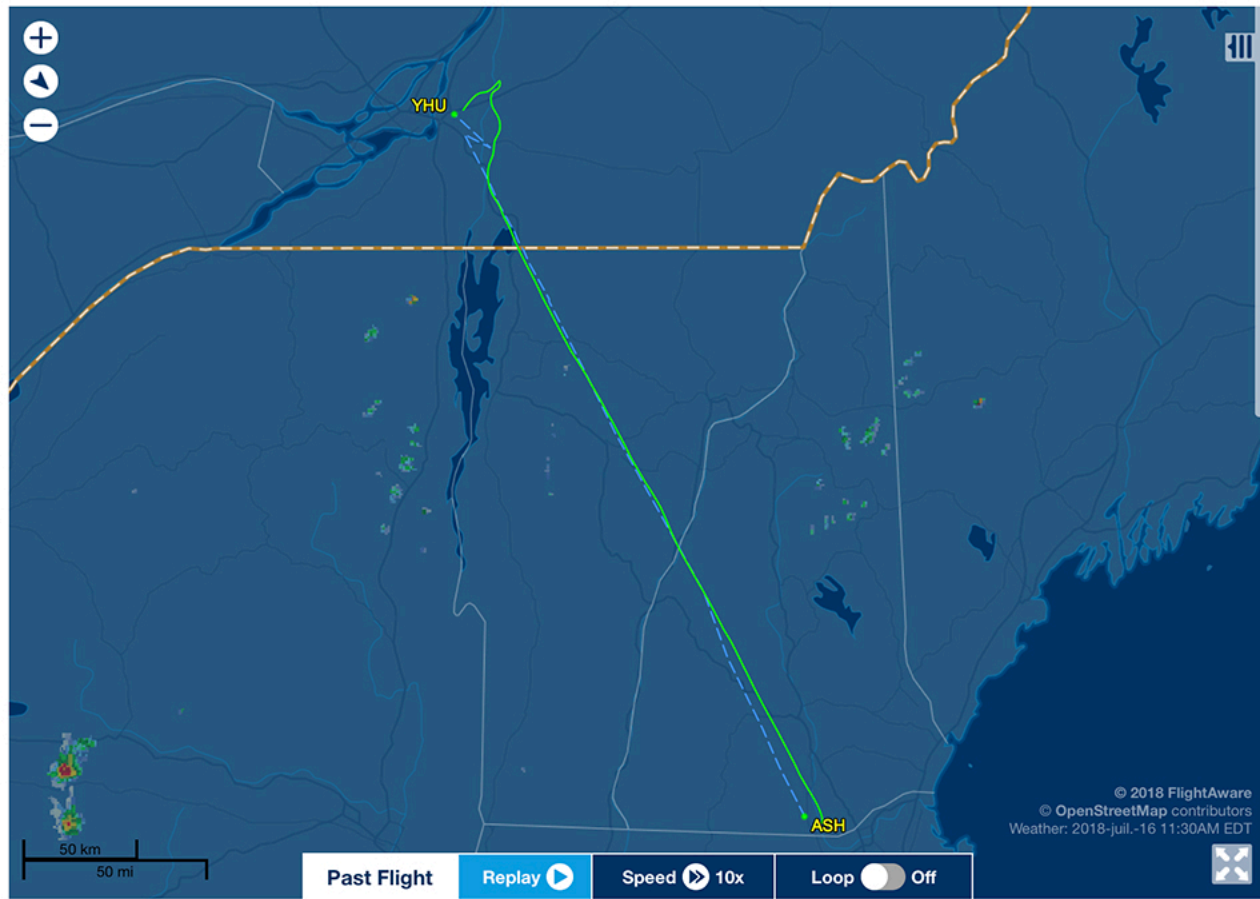 YHU
ASH
© 2018 FlightAware
© OpenStreetMap contributors
Weather: 2018-juil.-16 11:30AM EDT
50 km
50 mi
Past Flight
Replay
Speed 10x
Loop Off